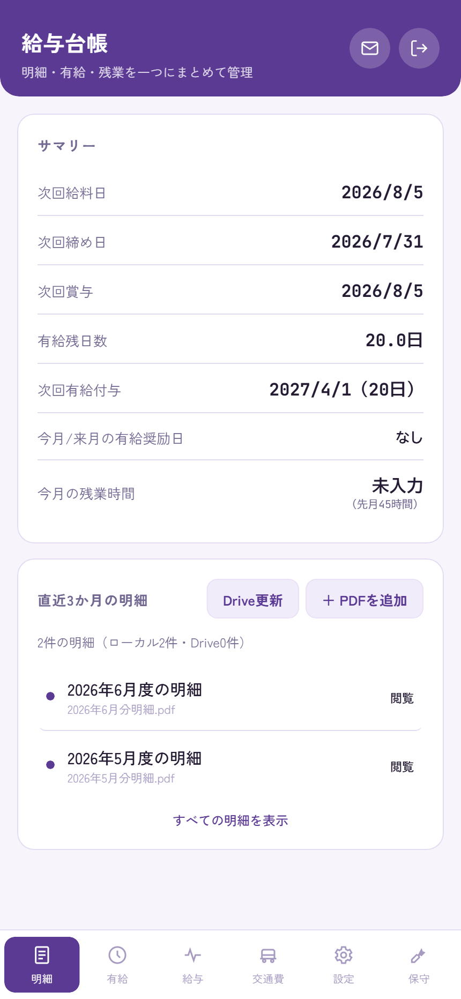 給与台帳
明細・有給・残業を一つにまとめて管理
サマリー
次回給料日 2026/8/5
次回締め日 2026/7/31
次回賞与 2026/8/5
有給残日数 20.0日
次回有給付与 2027/4/1（20日）
今月/来月の有給奨励日 なし
今月の残業時間 未入力
（先月45時間）
直近3か月の明細 Drive更新 ＋ PDFを追加
2件の明細（ローカル2件・Drive0件）
2026年6月度の明細 閲覧
2026年6月分明細.pdf
2026年5月度の明細 閲覧
2026年5月分明細.pdf
すべての明細を表示
明細 有給 給与 交通費 設定 保守